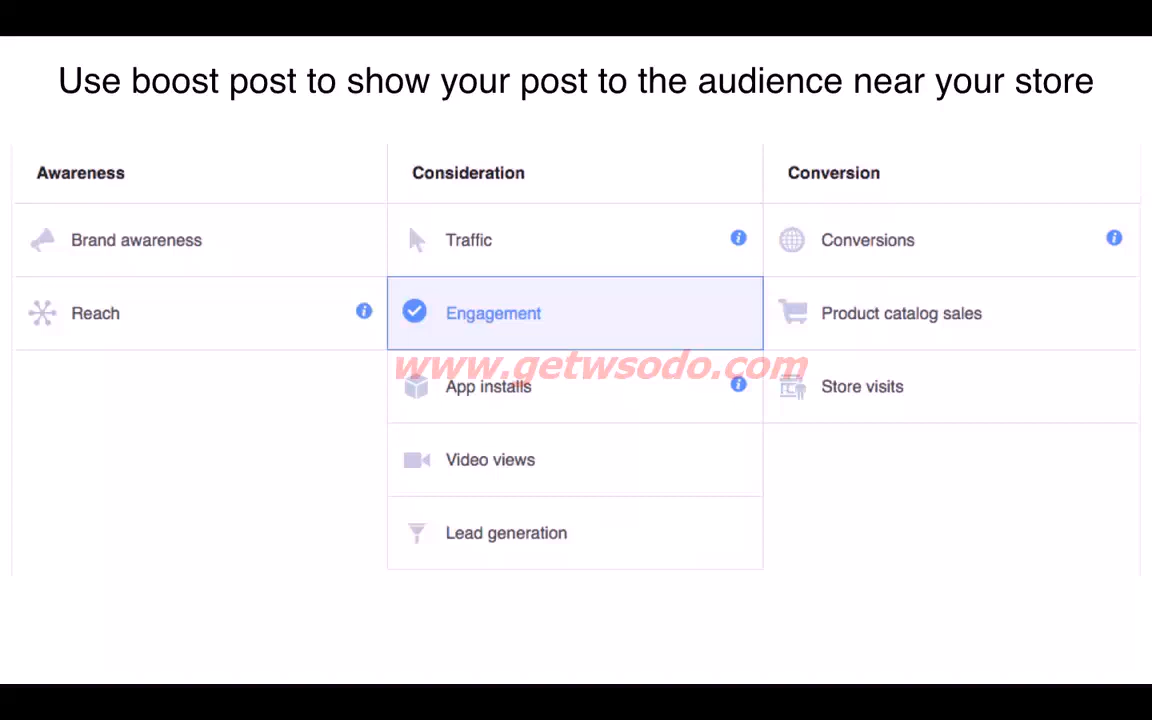 Use boost post to show your post to the audience near your store
Awareness
Consideration
Conversion
Brand awareness
Traffic
Conversions
Reach
Engagement
Product catalog sales
www.getwsodo.com
App installs
Store visits
Video views
Lead generation